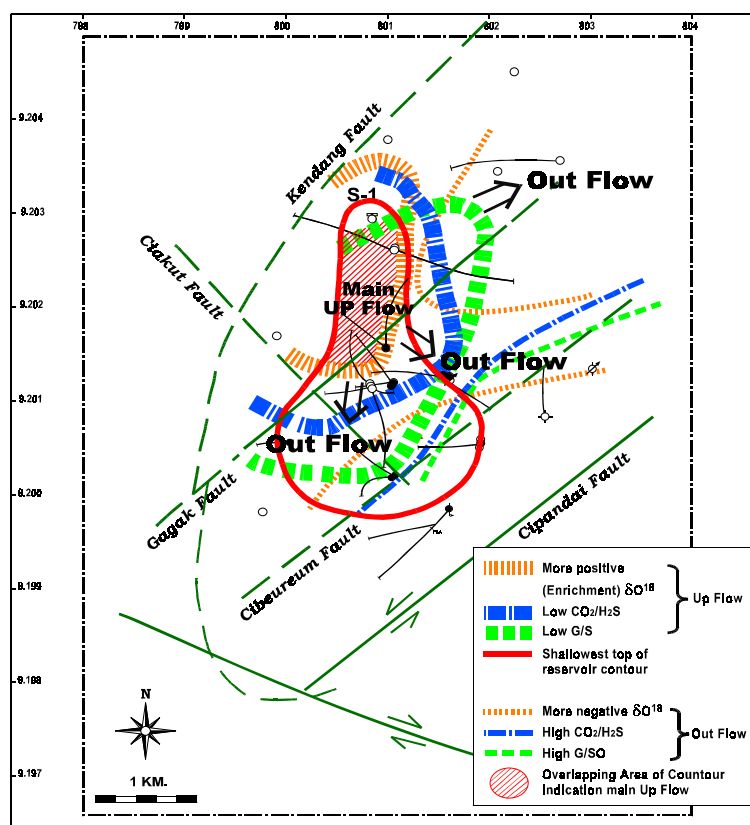 798 799 800 801 802 803 804
9.204
9.203
9.202
9.201
9.200
9.199
9.198
9.197
Kendang Fault
S-1
Out Flow
Ciakut Fault
Main
UP Flow
Out Flow
Out Flow
Gagak Fault
Cibeureum Fault
Cipandai Fault
N
1 KM.
More positive
(Enrichment) δO¹⁸
Low CO₂/H₂S
Low G/S
Up Flow
Shallowest top of
reservoir contour
More negative δO¹⁸
High CO₂/H₂S
High G/SO
Out Flow
Overlapping Area of Countour
Indication main Up Flow